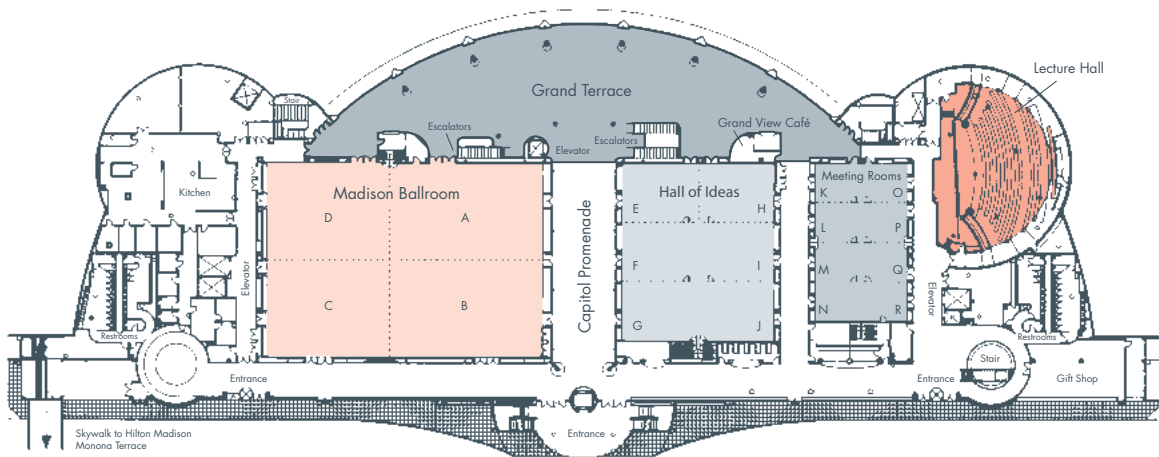 Lecture Hall
Grand Terrace
Stair
Grand View Café
Escalators
Escalators
Elevator
Kitchen
Madison Ballroom
Hall of Ideas
Meeting Rooms
D
A
E
H
K
O
L
P
Capitol Promenade
F
I
M
Q
Elevator
Elevator
C
B
G
J
N
R
Restrooms
Restrooms
Stair
Entrance
Entrance
Gift Shop
Skywalk to Hilton Madison
Monona Terrace
Entrance